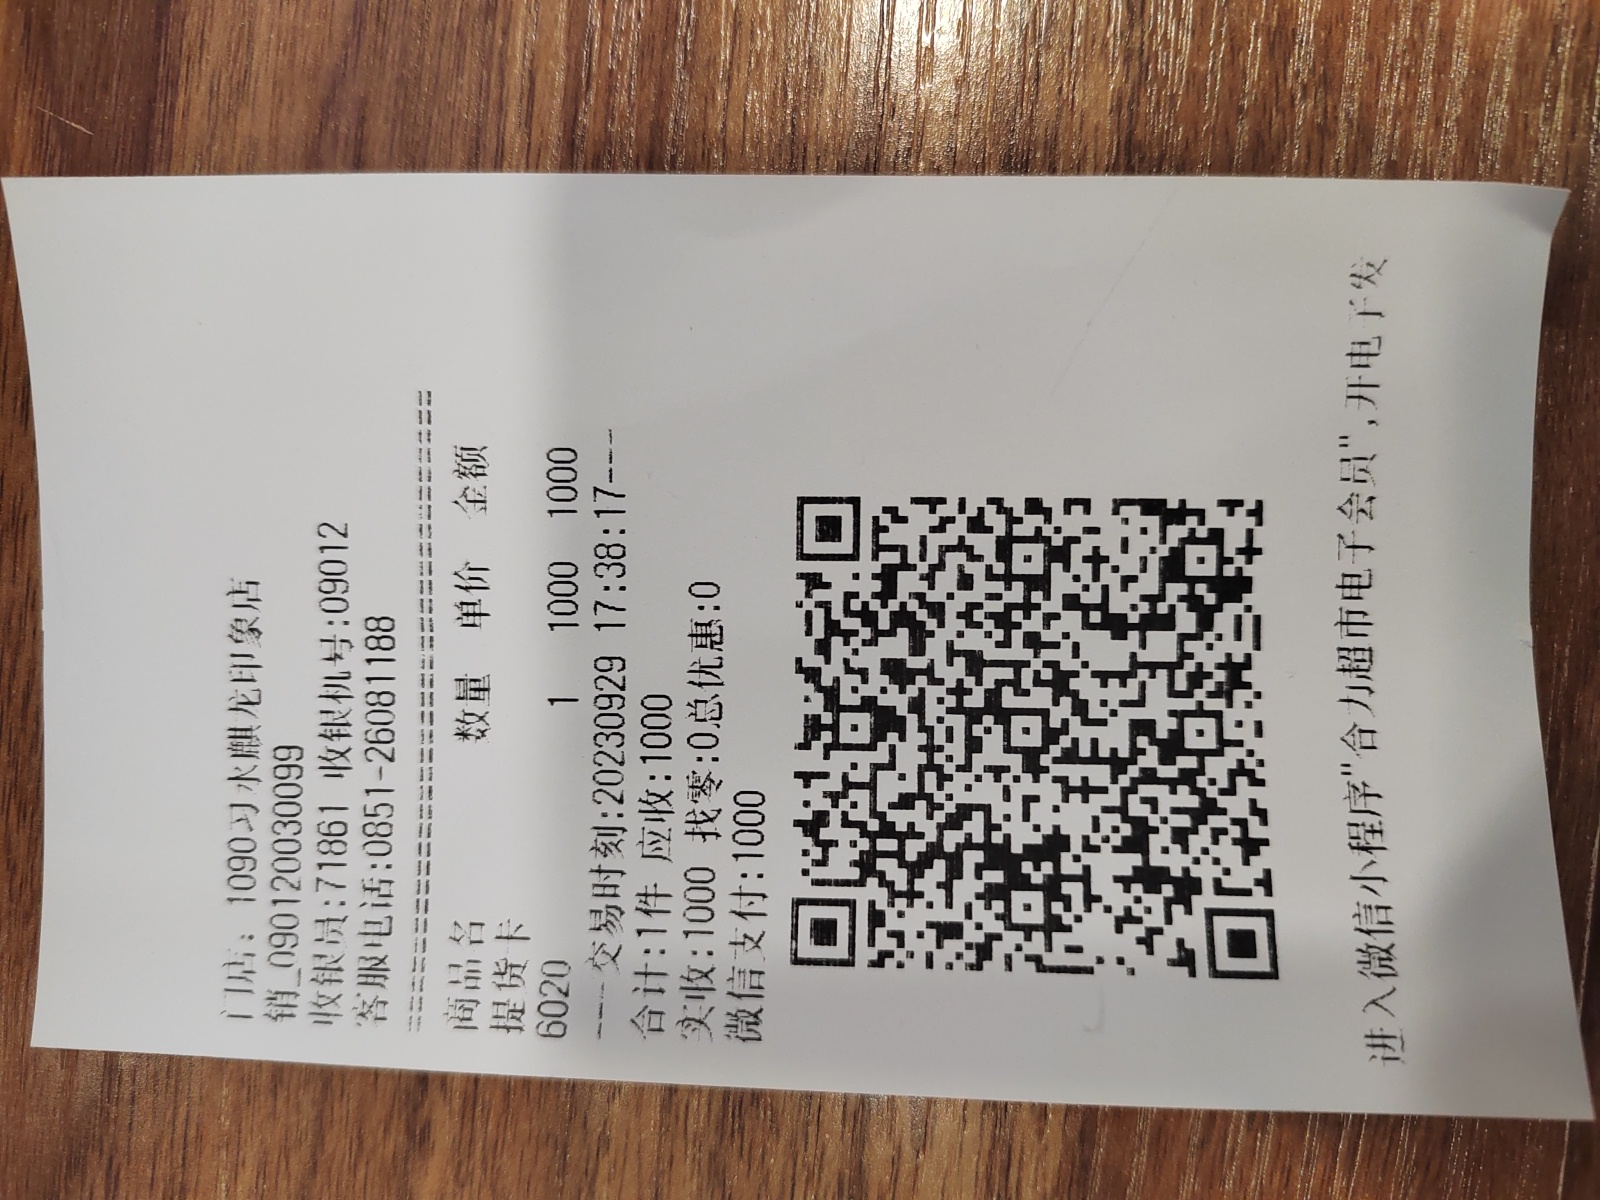 门店：1090习水麒龙印象店
销_090120030099
收银员:71861 收银机号:09012
客服电话:0851-26081188
商品名 数量 单价 金额
提货卡
6020 1 1000 1000
---交易时刻:20230929 17:38:17---
合计:1件 应收:1000
实收:1000 找零:0总优惠:0
微信支付:1000
进入微信小程序"合力超市电子会员",开电子发